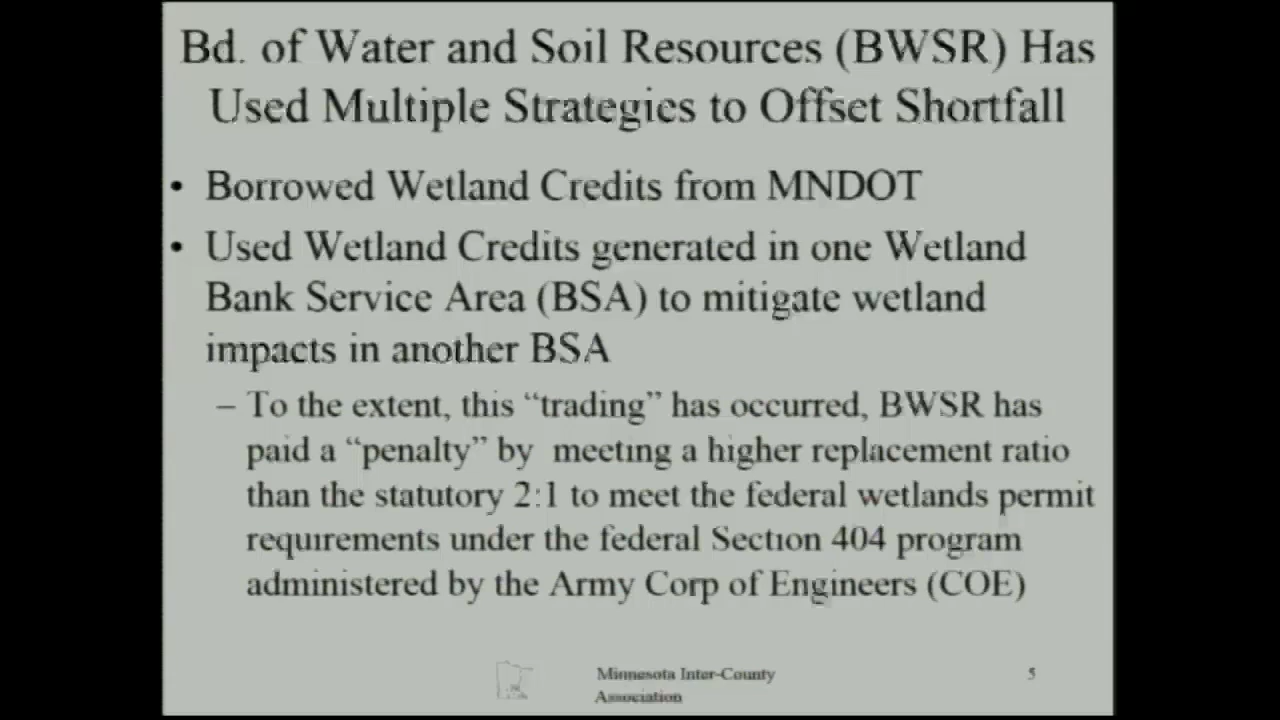 Bd. of Water and Soil Resources (BWSR) Has
Used Multiple Strategies to Offset Shortfall
• Borrowed Wetland Credits from MNDOT
• Used Wetland Credits generated in one Wetland
Bank Service Area (BSA) to mitigate wetland
impacts in another BSA
– To the extent, this “trading” has occurred, BWSR has
paid a “penalty” by meeting a higher replacement ratio
than the statutory 2:1 to meet the federal wetlands permit
requirements under the federal Section 404 program
administered by the Army Corp of Engineers (COE)
Minnesota Inter-County
Association
5